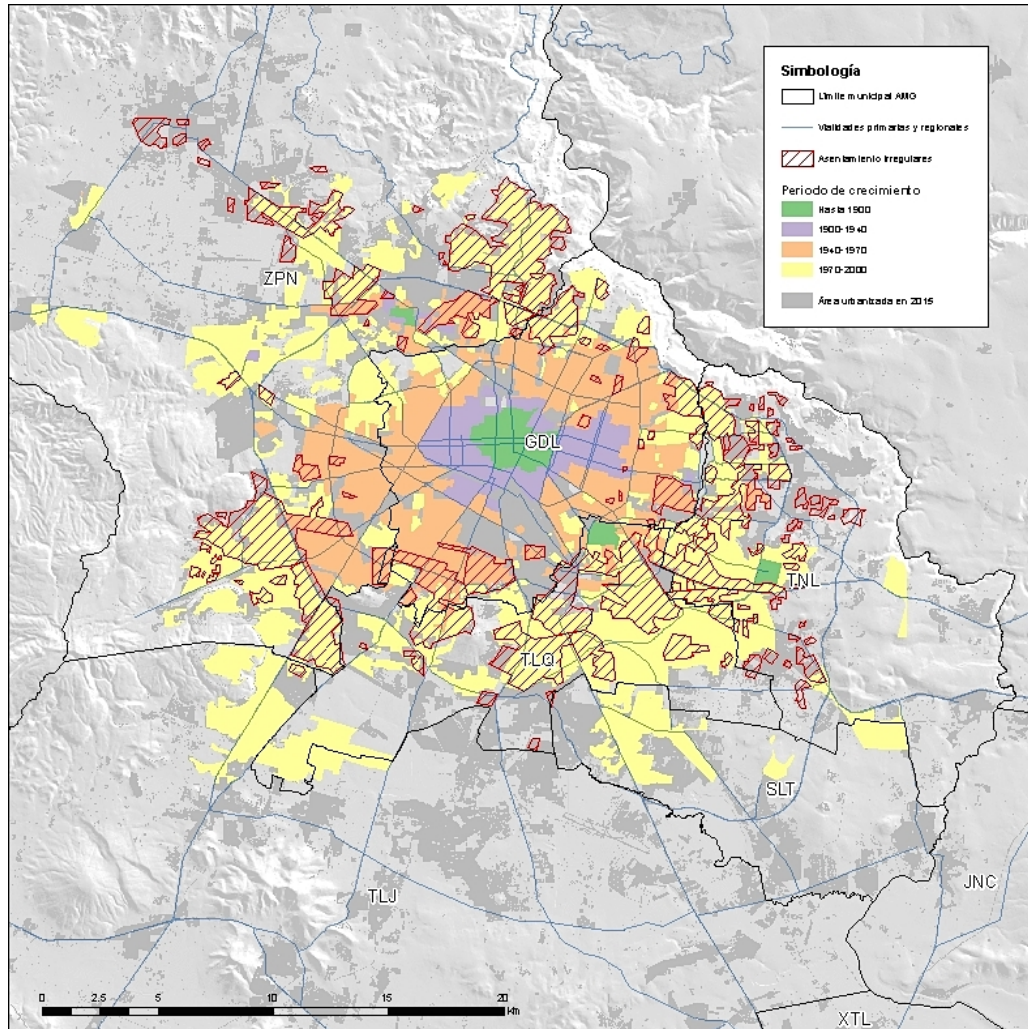 Simbología
Límite municipal AMG
Vialidades primarias y regionales
Asentamiento irregulares
Periodo de crecimiento
Hasta 1900
1900-1940
1940-1970
1970-2000
Área urbanizada en 2015
ZPN
GDL
TNL
TLQ
SLT
TLJ
JNC
XTL
0 2.5 5 10 15 20
km